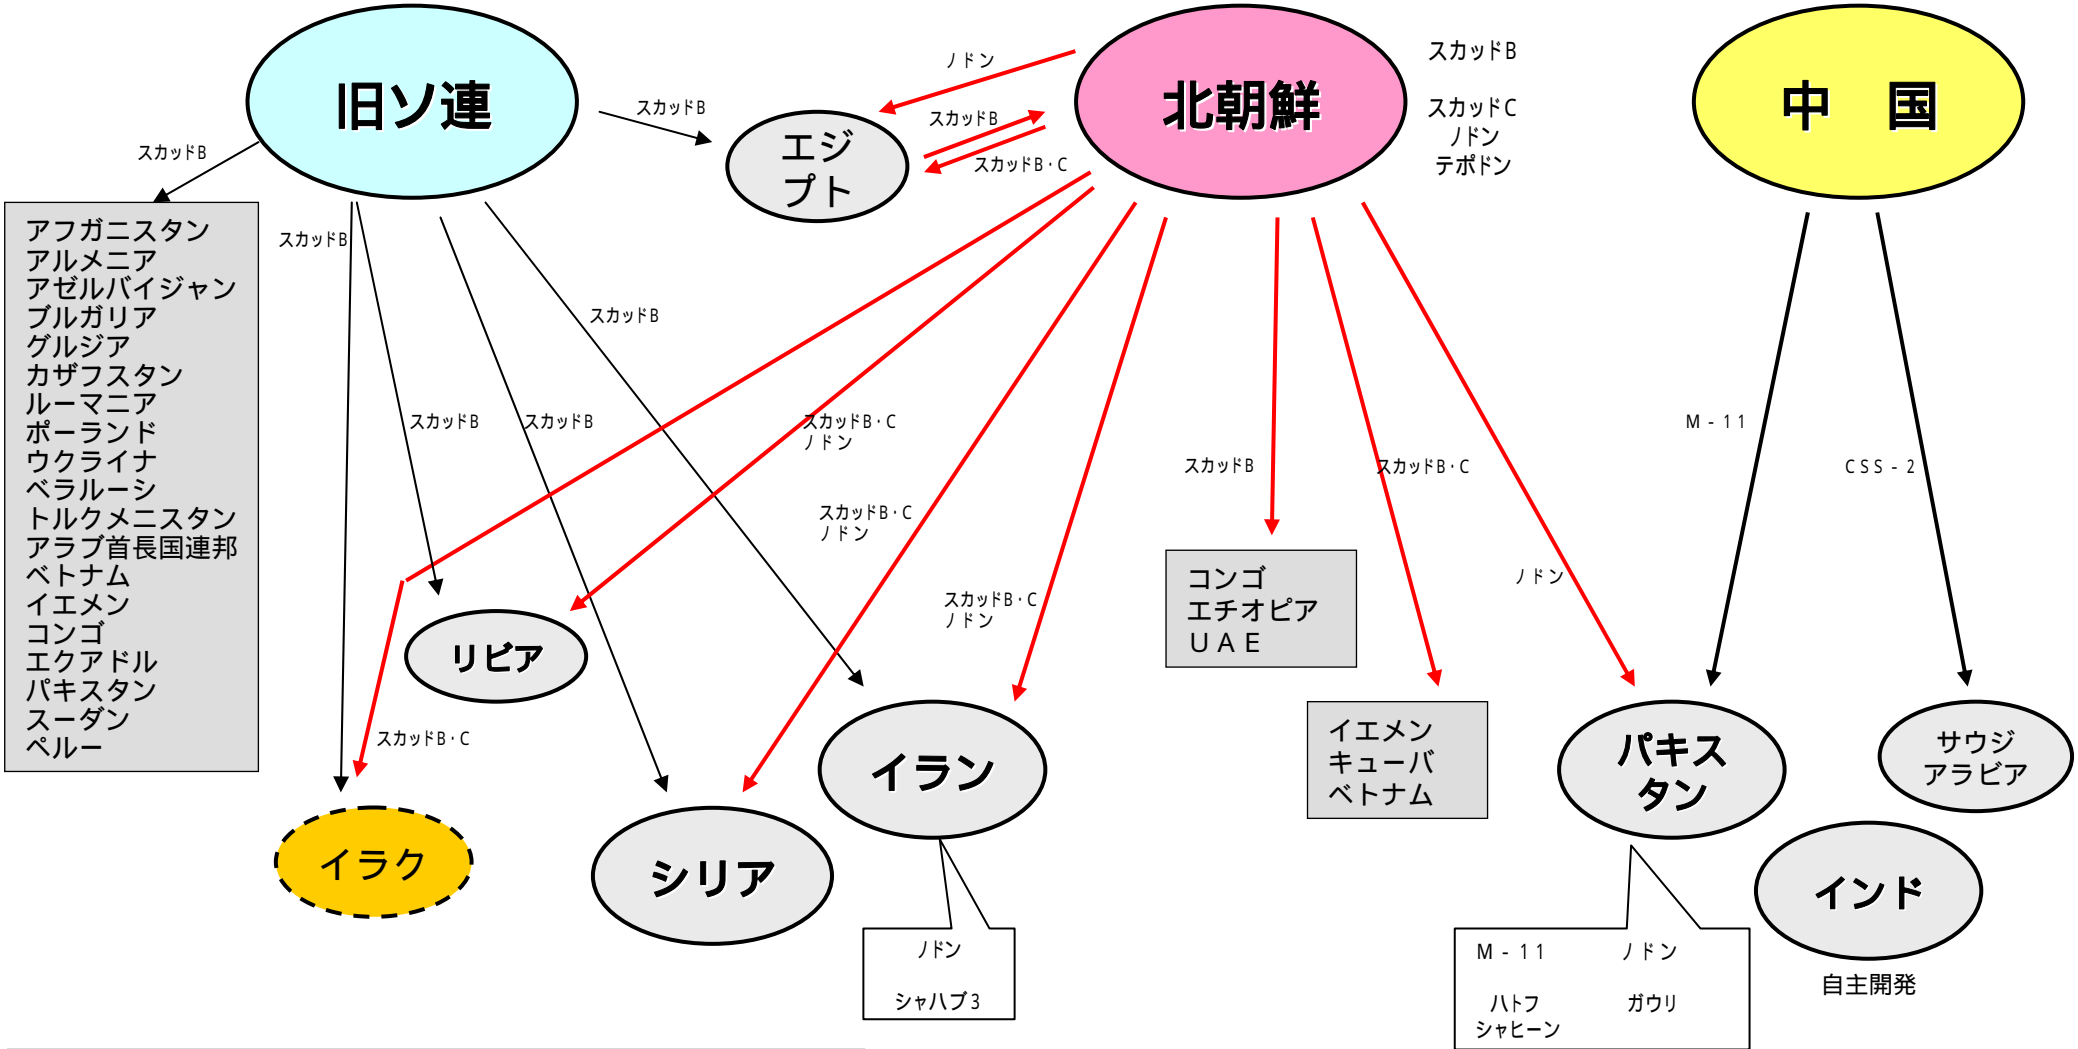 旧ソ連
北朝鮮
中　国
スカッドB
スカッドC
ノドン
テポドン
ノドン
スカッドB
スカッドB
スカッドB・C
エジ
プト
スカッドB
アフガニスタン
アルメニア
アゼルバイジャン
ブルガリア
グルジア
カザフスタン
ルーマニア
ポーランド
ウクライナ
ベラルーシ
トルクメニスタン
アラブ首長国連邦
ベトナム
イエメン
コンゴ
エクアドル
パキスタン
スーダン
ペルー
スカッドB
スカッドB
スカッドB
スカッドB
スカッドB・C
ノドン
スカッドB・C
ノドン
スカッドB・C
ノドン
スカッドB
スカッドB・C
ノドン
M - 11
CSS - 2
コンゴ
エチオピア
UAE
リビア
スカッドB・C
イエメン
キューバ
ベトナム
イラン
パキス
タン
サウジ
アラビア
イラク
シリア
インド
自主開発
ノドン
シャハブ3
M - 11　ノドン
ハトフ　ガウリ
シャヒーン